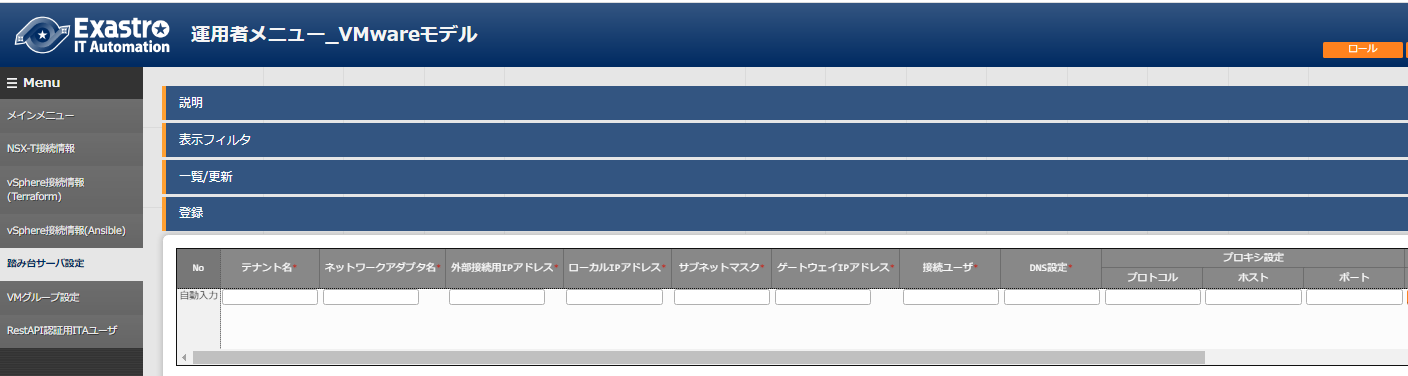 Exastro
IT Automation
運用者メニュー_VMwareモデル
ロール
Menu
メインメニュー
NSX-T接続情報
vSphere接続情報
(Terraform)
vSphere接続情報(Ansible)
踏み台サーバ設定
VMグループ設定
RestAPI認証用ITAユーザ
説明
表示フィルタ
一覧/更新
登録
No テナント名* ネットワークアダプタ名* 外部接続用IPアドレス* ローカルIPアドレス* サブネットマスク* ゲートウェイIPアドレス* 接続ユーザ* DNS設定* プロキシ設定
プロトコル ホスト ポート
自動入力